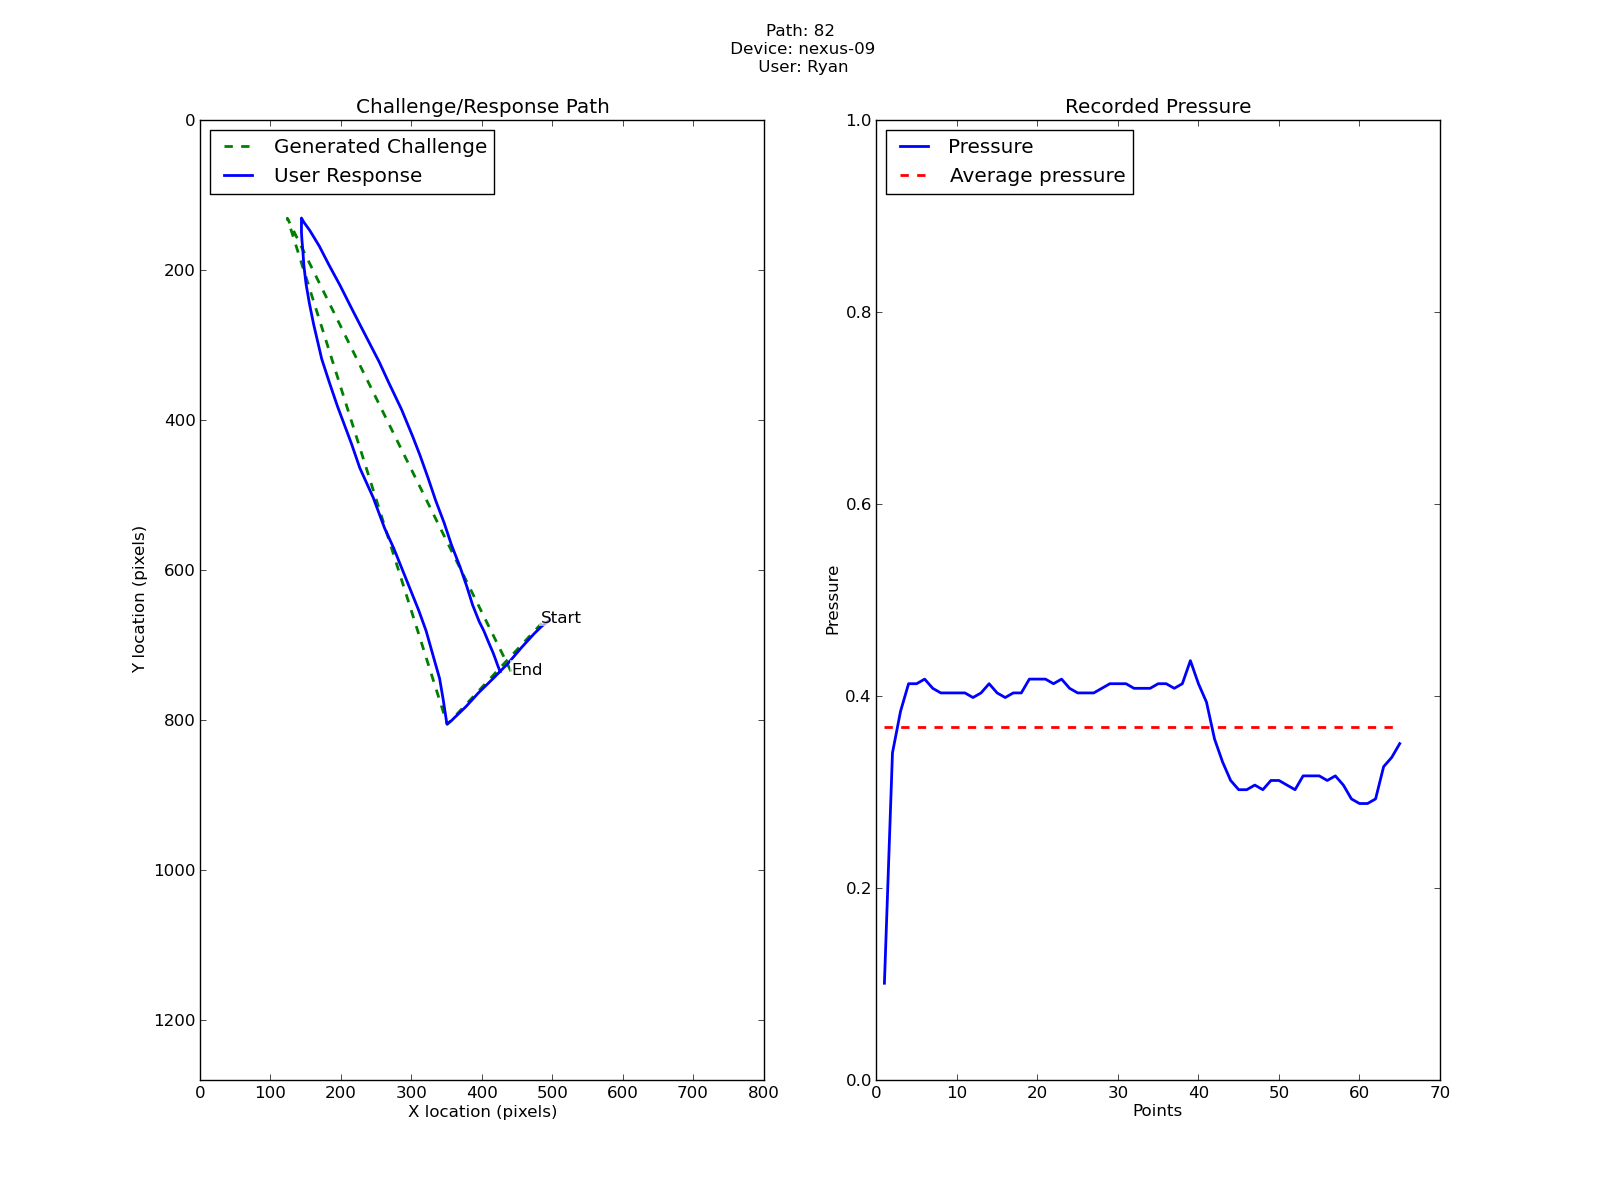 Path: 82
Device: nexus-09
User: Ryan
Challenge/Response Path
Generated Challenge
User Response
0
200
400
600
800
1000
1200
Y location (pixels)
Start
End
0 100 200 300 400 500 600 700 800
X location (pixels)
Recorded Pressure
Pressure
Average pressure
1.0
0.8
0.6
0.4
0.2
0.0
Pressure
0 10 20 30 40 50 60 70
Points